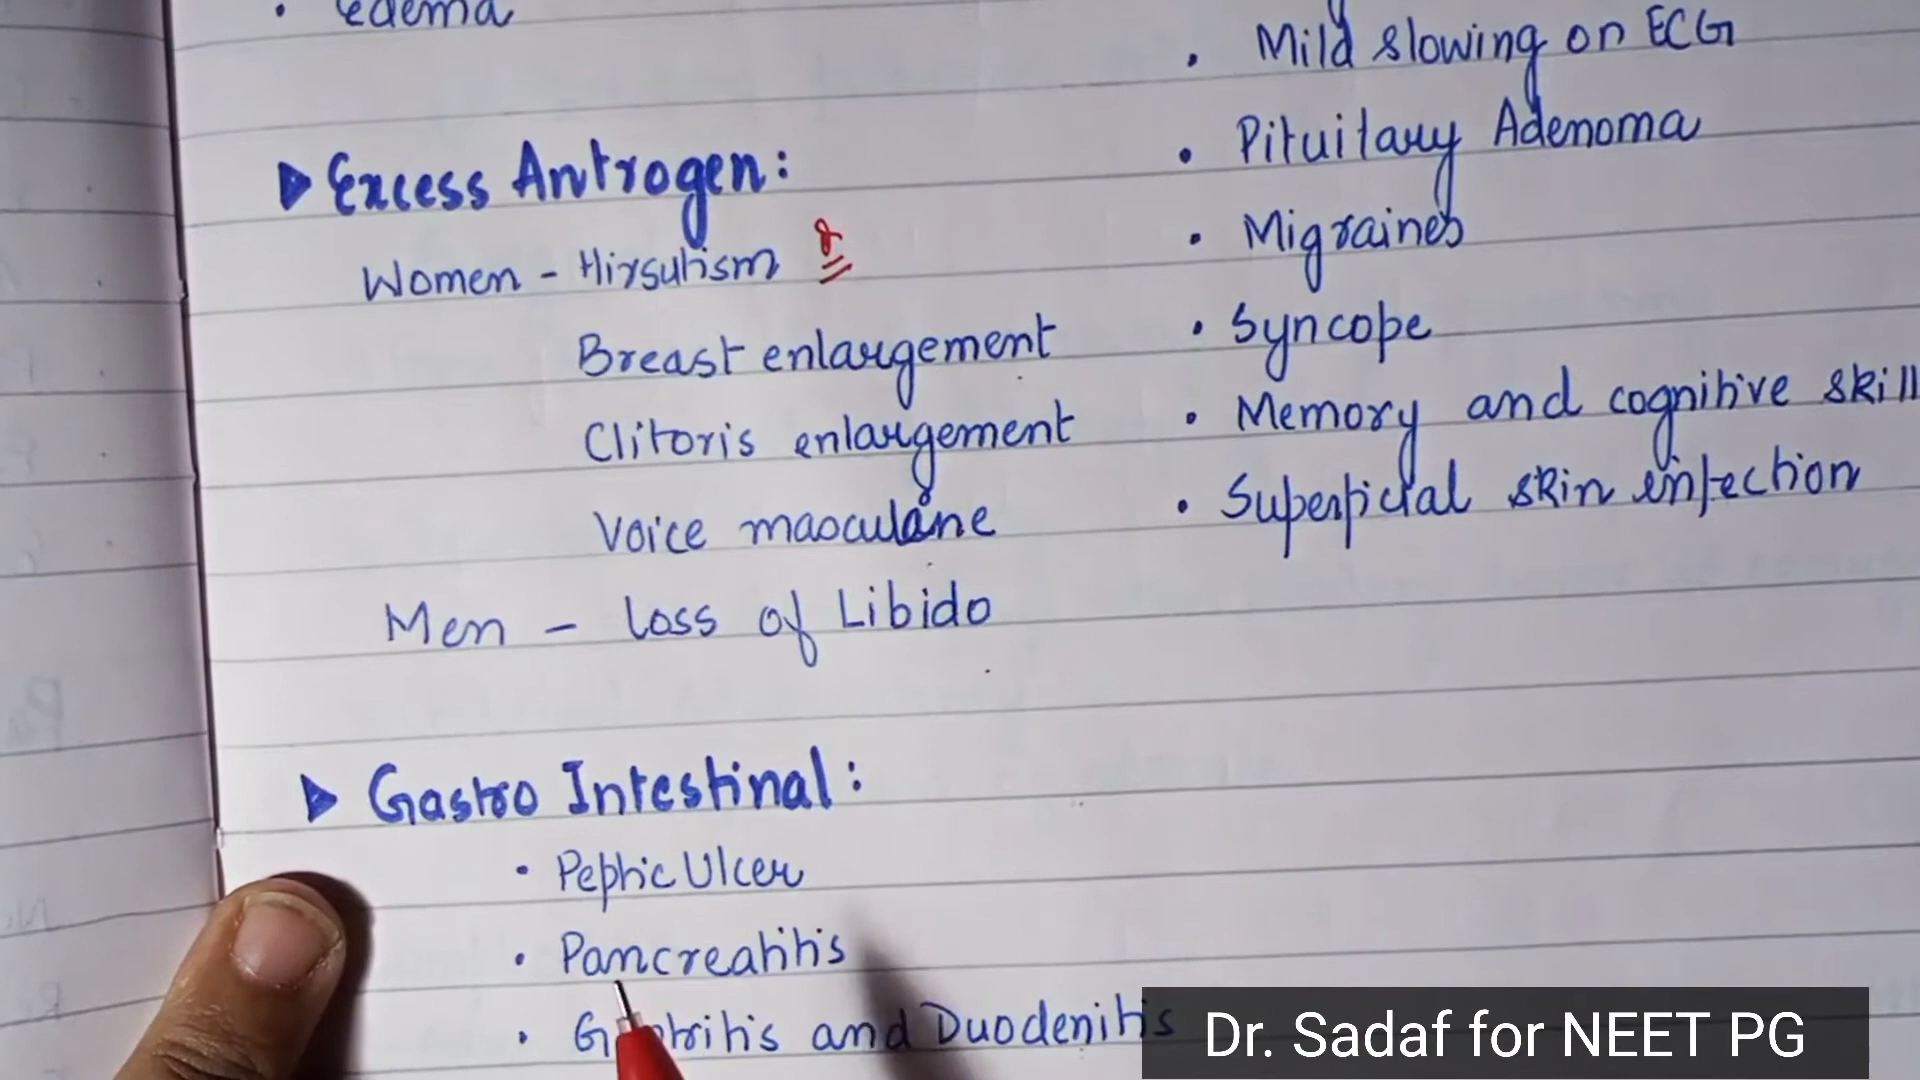 • edema
▶ Excess Antrogen:
Women - Hirsutism
Breast enlargement
Clitoris enlargement
Voice masculine
Men - loss of Libido
▶ Gastro Intestinal:
• Peptic Ulcer
• Pancreatitis
• Gastritis and Duodenitis
• Mild slowing on ECG
• Pituitary Adenoma
• Migraines
• Syncope
• Memory and cognitive skill
• Superficial skin infection
Dr. Sadaf for NEET PG